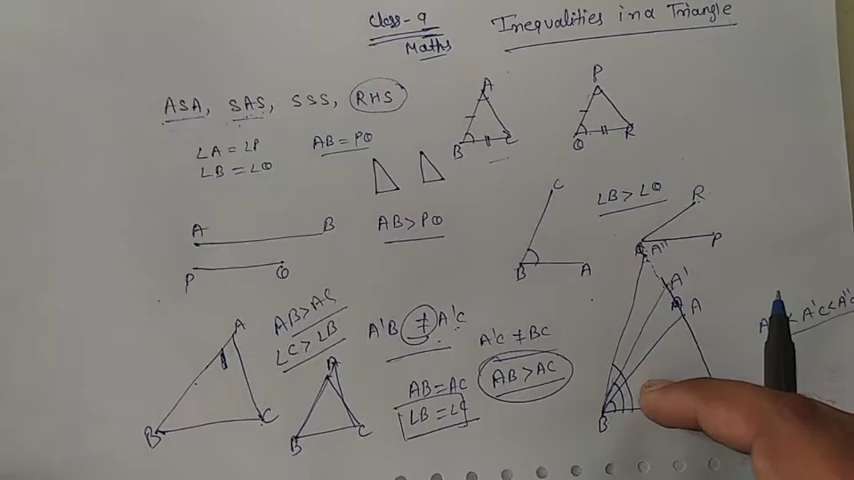 Class-9
Maths
Inequalities in a Triangle
ASA, SAS, SSS, RHS
∠A = ∠P
∠B = ∠Q
AB = PQ
A
B
C
P
Q
R
A
B
P
Q
AB > PQ
C
B
A
∠B > ∠Q
R
P
AB > AC
∠C > ∠B
A
B
C
A
B
C
A'B ≠ A'C
A'C ≠ BC
AB > AC
AB = AC
∠B = ∠C
A"
A'
A
B
< A'C < A"C